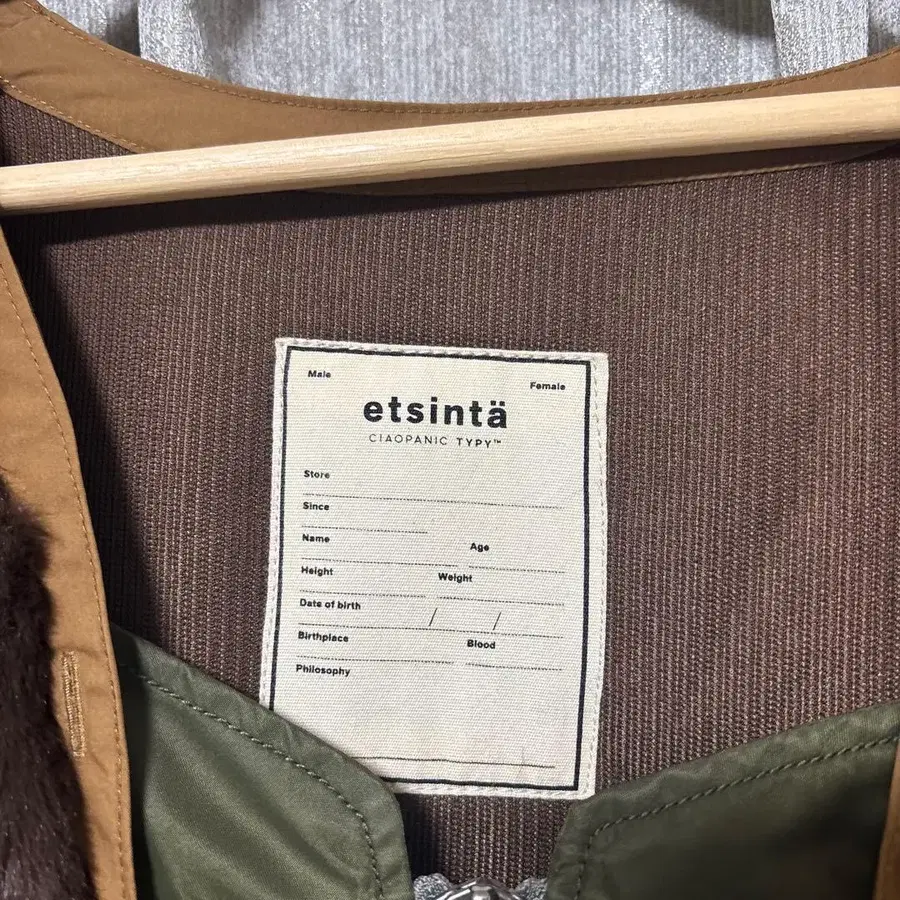 Male
Female
etsintä
CIAOPANIC TYPY™
Store
Since
Name
Age
Height
Weight
Date of birth / /
Birthplace
Blood
Philosophy